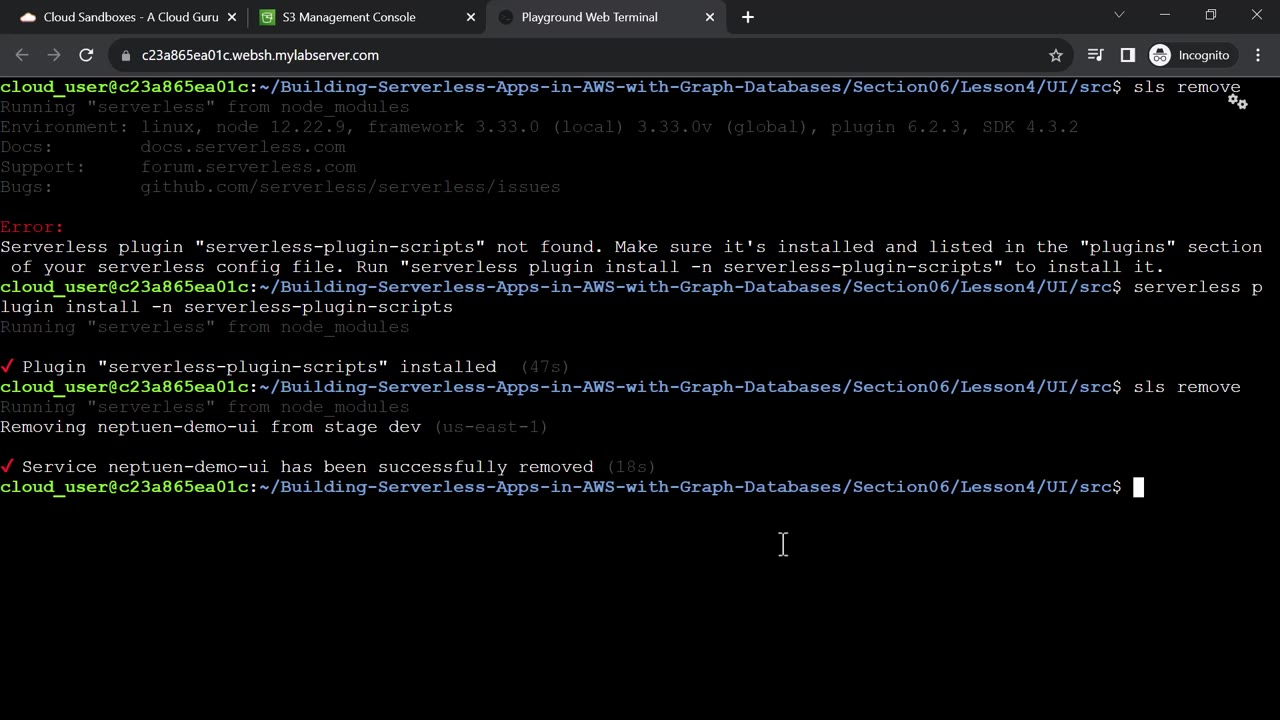 Cloud Sandboxes - A Cloud Guru
S3 Management Console
Playground Web Terminal
c23a865ea01c.websh.mylabserver.com
Incognito
cloud_user@c23a865ea01c:~/Building-Serverless-Apps-in-AWS-with-Graph-Databases/Section06/Lesson4/UI/src$ sls remove
Running "serverless" from node_modules
Environment: linux, node 12.22.9, framework 3.33.0 (local) 3.33.0v (global), plugin 6.2.3, SDK 4.3.2
Docs:        docs.serverless.com
Support:     forum.serverless.com
Bugs:        github.com/serverless/serverless/issues
Error:
Serverless plugin "serverless-plugin-scripts" not found. Make sure it's installed and listed in the "plugins" section
of your serverless config file. Run "serverless plugin install -n serverless-plugin-scripts" to install it.
cloud_user@c23a865ea01c:~/Building-Serverless-Apps-in-AWS-with-Graph-Databases/Section06/Lesson4/UI/src$ serverless p
lugin install -n serverless-plugin-scripts
Running "serverless" from node_modules
✓ Plugin "serverless-plugin-scripts" installed  (47s)
cloud_user@c23a865ea01c:~/Building-Serverless-Apps-in-AWS-with-Graph-Databases/Section06/Lesson4/UI/src$ sls remove
Running "serverless" from node_modules
Removing neptuen-demo-ui from stage dev (us-east-1)
✓ Service neptuen-demo-ui has been successfully removed (18s)
cloud_user@c23a865ea01c:~/Building-Serverless-Apps-in-AWS-with-Graph-Databases/Section06/Lesson4/UI/src$